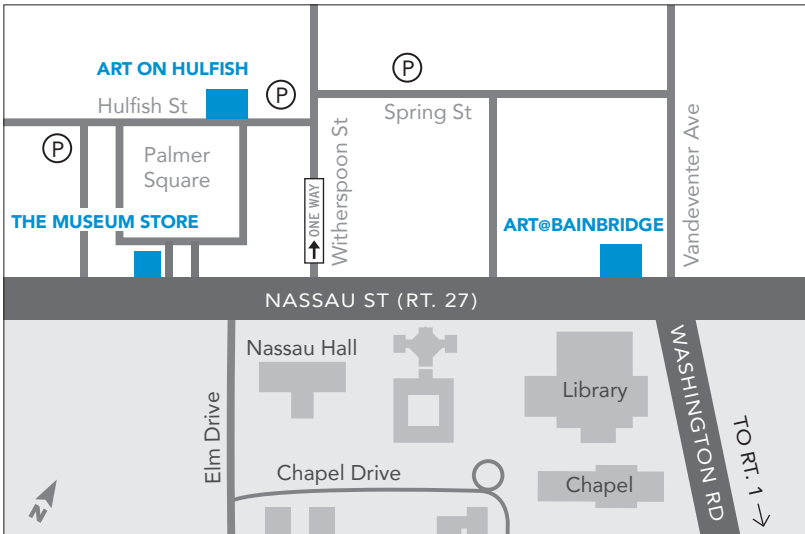 ART ON HULFISH
P
P
Hulfish St
Spring St
P
Palmer
Square
Witherspoon St
Vandeventer Ave
ONE WAY
THE MUSEUM STORE
ART@BAINBRIDGE
NASSAU ST (RT. 27)
Nassau Hall
Library
WASHINGTON RD
Elm Drive
TO RT. 1
Chapel Drive
Chapel
N